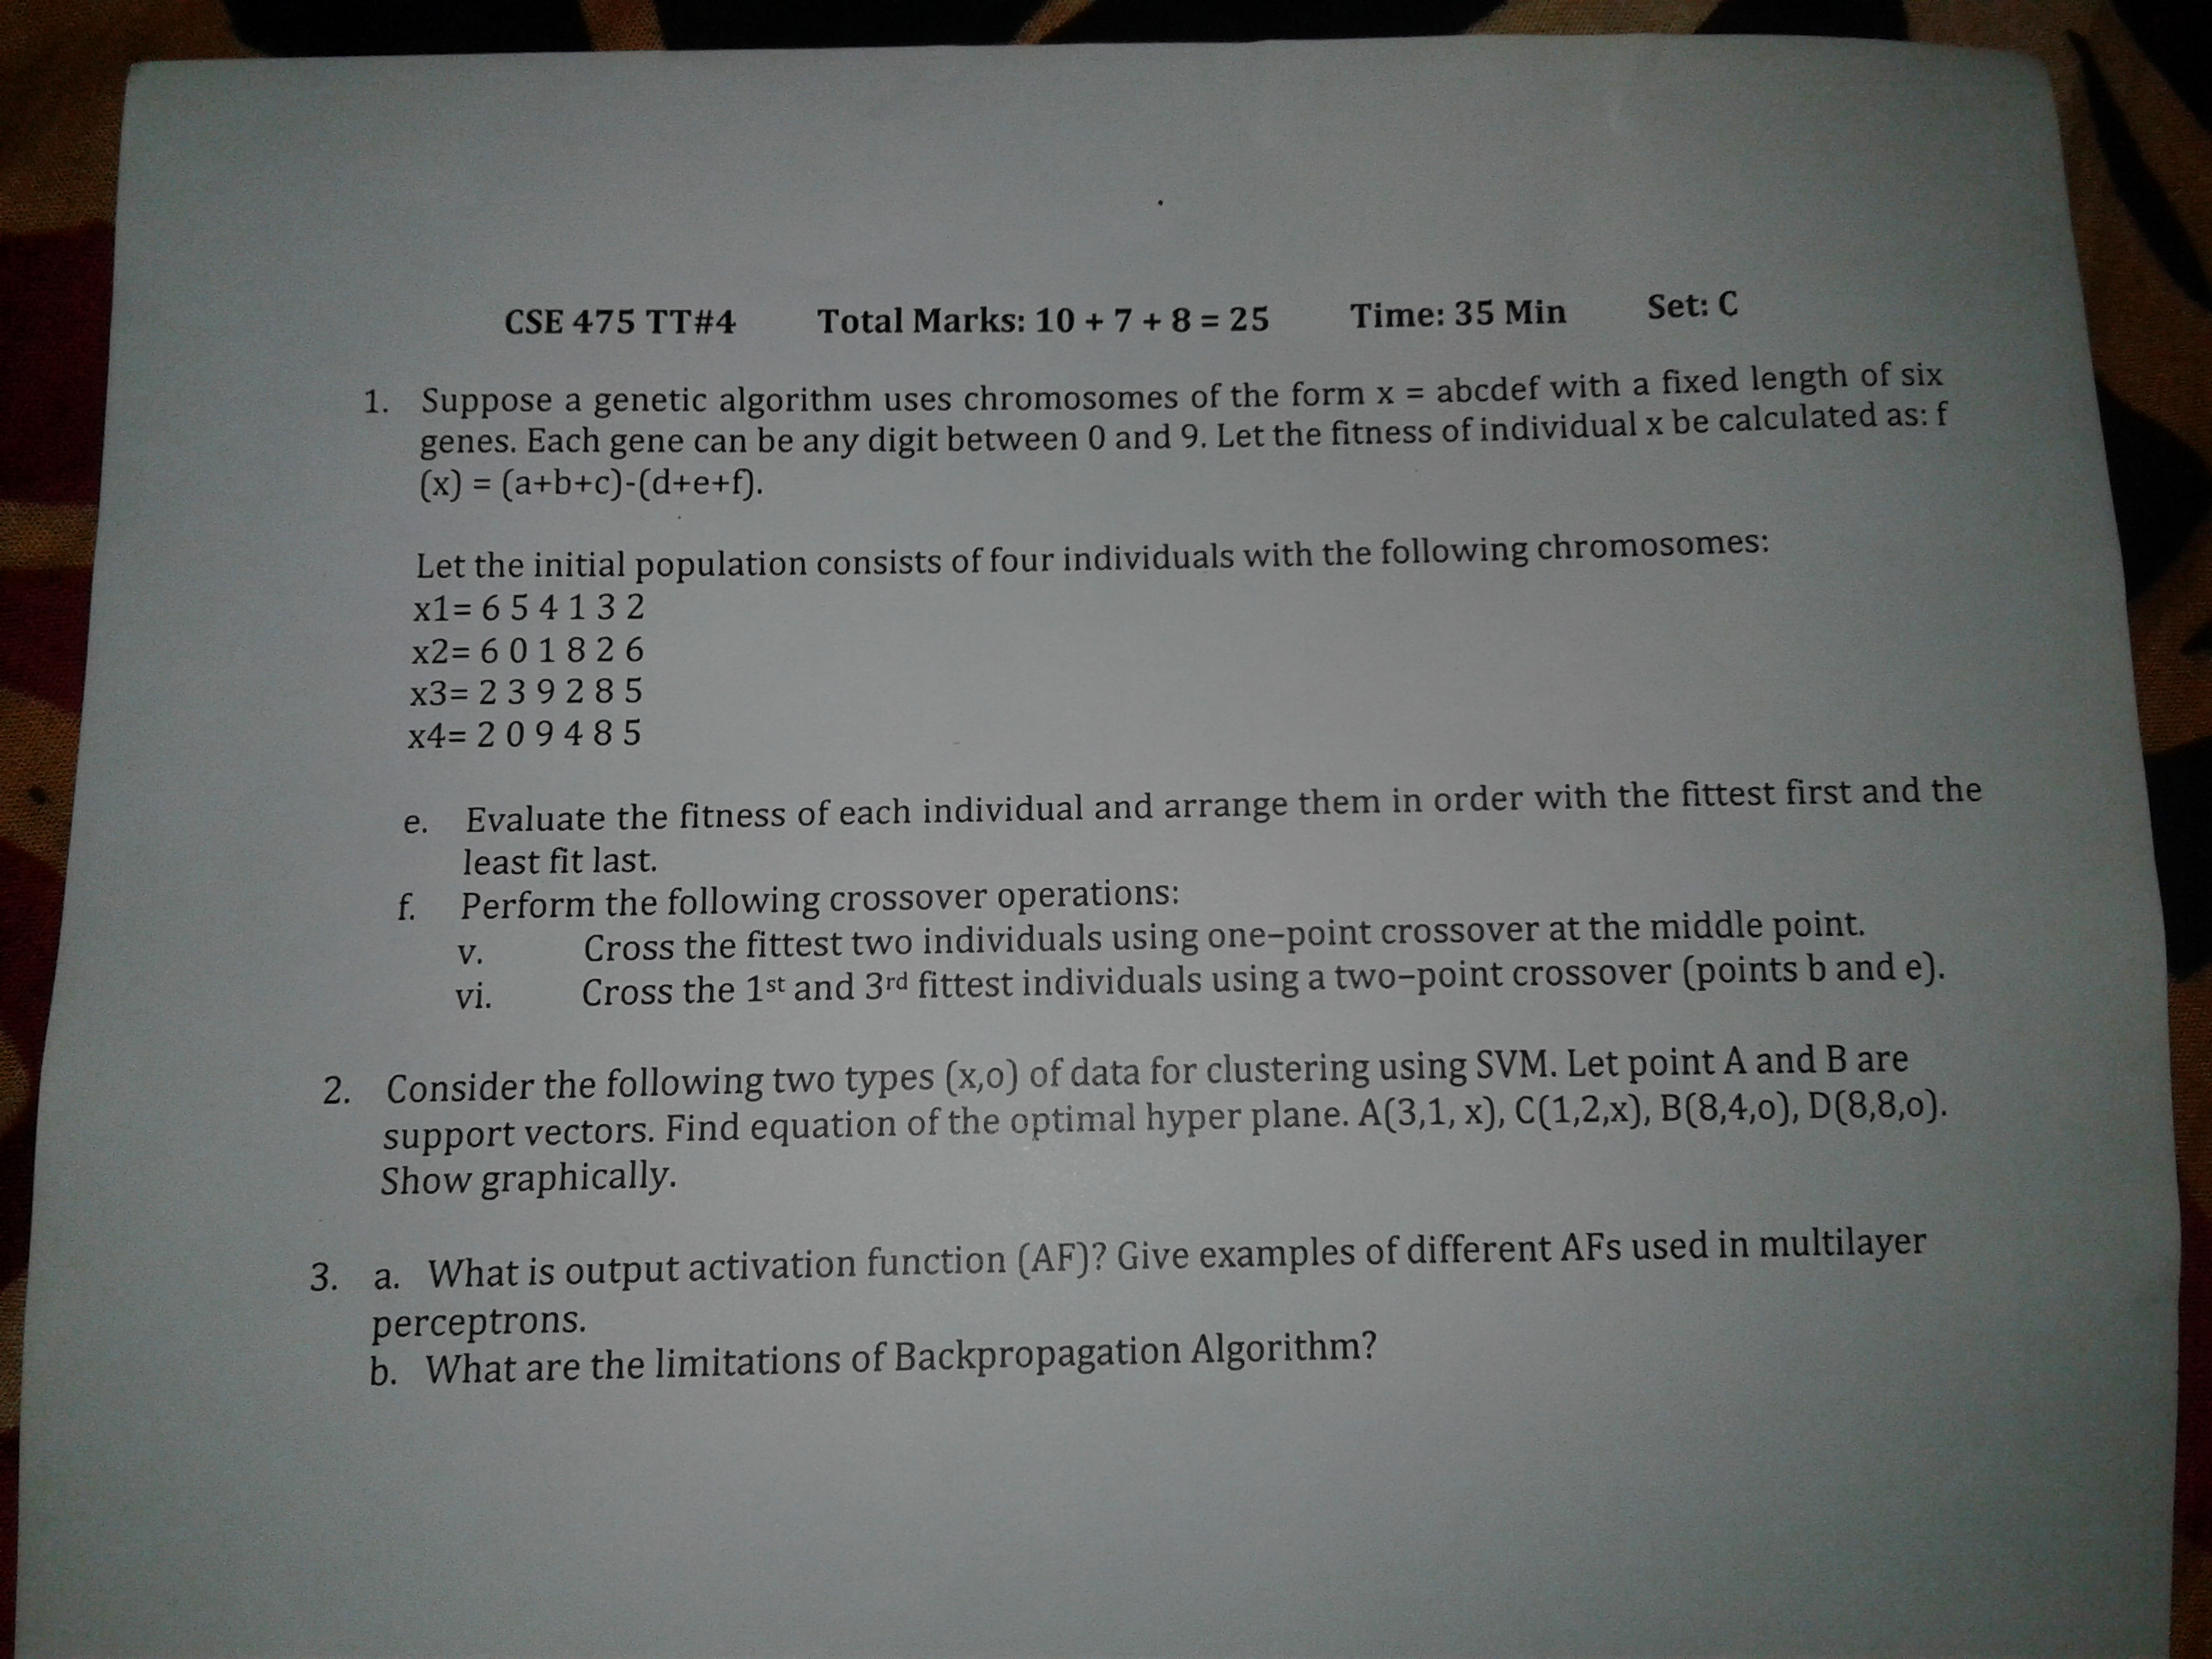 CSE 475 TT#4 Total Marks: 10 + 7 + 8 = 25 Time: 35 Min Set: C
1. Suppose a genetic algorithm uses chromosomes of the form x = abcdef with a fixed length of six
genes. Each gene can be any digit between 0 and 9. Let the fitness of individual x be calculated as: f
(x) = (a+b+c)-(d+e+f).
Let the initial population consists of four individuals with the following chromosomes:
x1= 6 5 4 1 3 2
x2= 6 0 1 8 2 6
x3= 2 3 9 2 8 5
x4= 2 0 9 4 8 5
e. Evaluate the fitness of each individual and arrange them in order with the fittest first and the
least fit last.
f. Perform the following crossover operations:
v. Cross the fittest two individuals using one–point crossover at the middle point.
vi. Cross the 1st and 3rd fittest individuals using a two–point crossover (points b and e).
2. Consider the following two types (x,o) of data for clustering using SVM. Let point A and B are
support vectors. Find equation of the optimal hyper plane. A(3,1, x), C(1,2,x), B(8,4,o), D(8,8,o).
Show graphically.
3. a. What is output activation function (AF)? Give examples of different AFs used in multilayer
perceptrons.
b. What are the limitations of Backpropagation Algorithm?